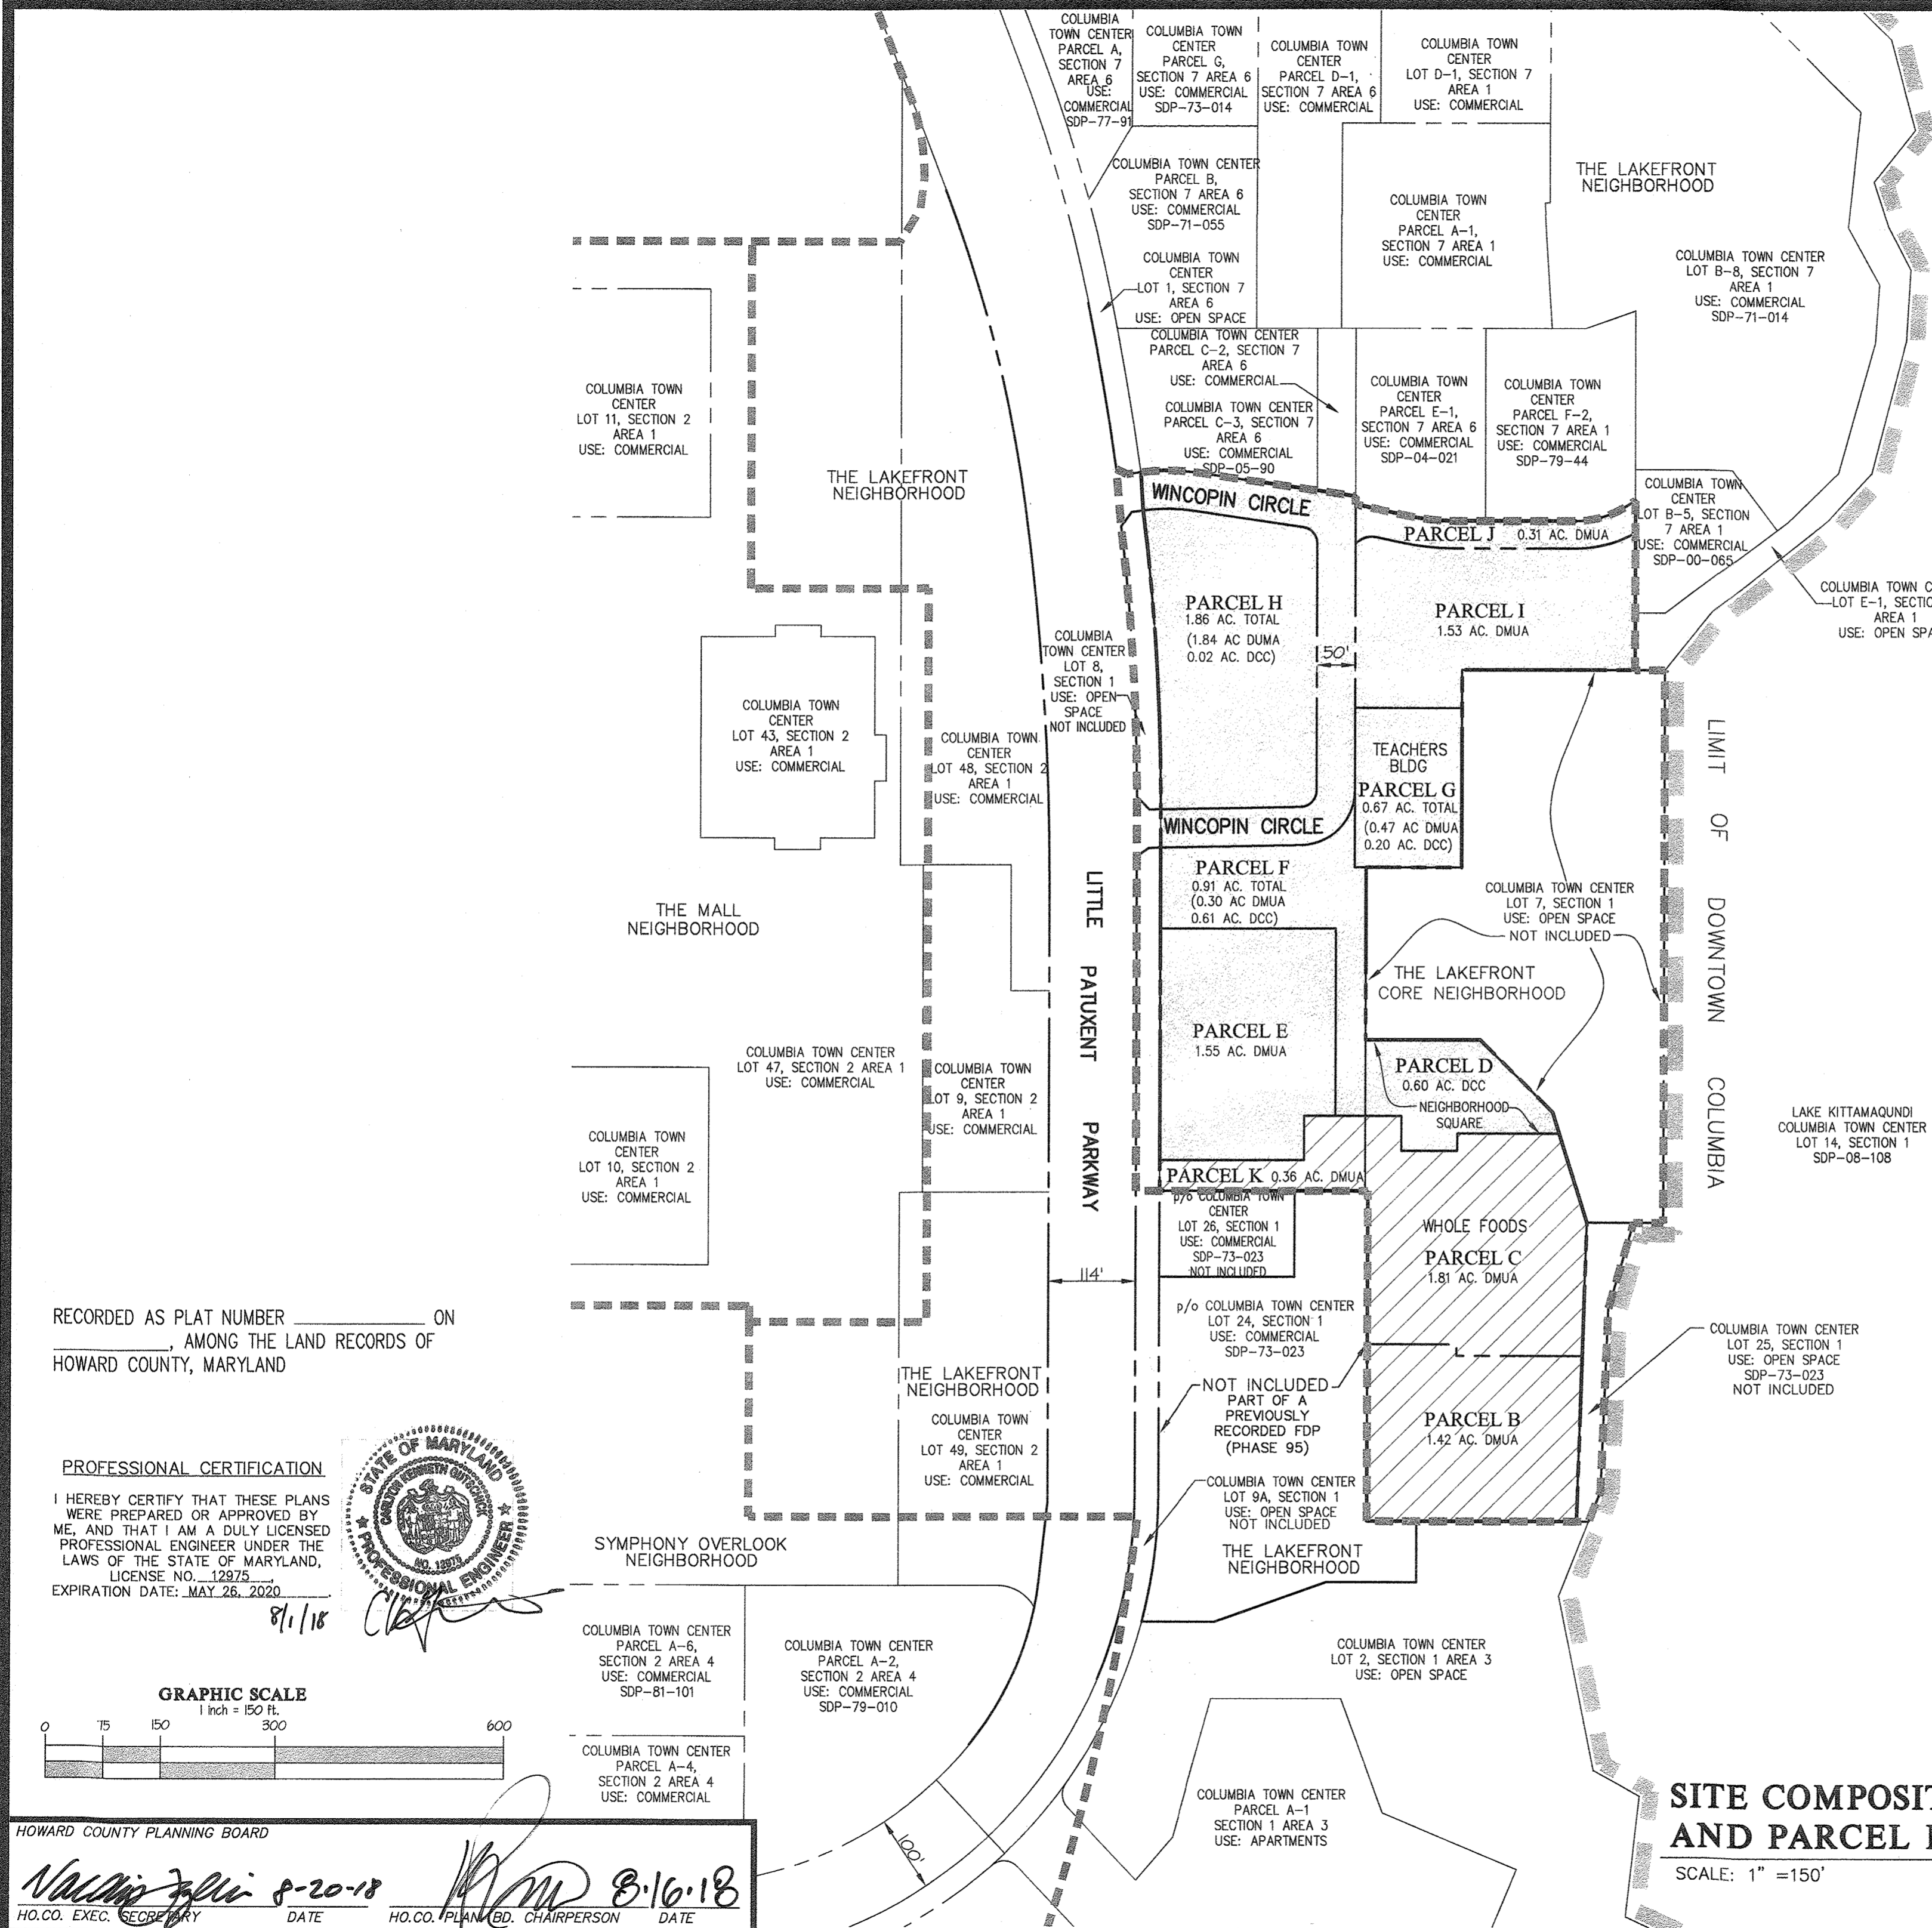 COLUMBIA
TOWN CENTER
PARCEL A,
SECTION 7
AREA 6
USE:
COMMERCIAL
SDP-77-91
COLUMBIA TOWN
CENTER
PARCEL G,
SECTION 7 AREA 6
USE: COMMERCIAL
SDP-73-014
COLUMBIA TOWN
CENTER
PARCEL D-1,
SECTION 7 AREA 6
USE: COMMERCIAL
COLUMBIA TOWN
CENTER
LOT D-1, SECTION 7
AREA 1
USE: COMMERCIAL
THE LAKEFRONT
NEIGHBORHOOD
COLUMBIA TOWN CENTER
PARCEL B,
SECTION 7 AREA 6
USE: COMMERCIAL
SDP-71-055
COLUMBIA TOWN
CENTER
PARCEL A-1,
SECTION 7 AREA 1
USE: COMMERCIAL
COLUMBIA TOWN CENTER
LOT B-8, SECTION 7
AREA 1
USE: COMMERCIAL
SDP-71-014
COLUMBIA TOWN
CENTER
LOT 1, SECTION 7
AREA 6
USE: OPEN SPACE
COLUMBIA TOWN CENTER
PARCEL C-2, SECTION 7
AREA 6
USE: COMMERCIAL
COLUMBIA TOWN CENTER
PARCEL C-3, SECTION 7
AREA 6
USE: COMMERCIAL
SDP-05-90
COLUMBIA TOWN
CENTER
PARCEL E-1,
SECTION 7 AREA 6
USE: COMMERCIAL
SDP-04-021
COLUMBIA TOWN
CENTER
PARCEL F-2,
SECTION 7 AREA 1
USE: COMMERCIAL
SDP-79-44
COLUMBIA TOWN
CENTER
LOT 11, SECTION 2
AREA 1
USE: COMMERCIAL
THE LAKEFRONT
NEIGHBORHOOD
COLUMBIA TOWN
CENTER
LOT B-5, SECTION
7 AREA 1
USE: COMMERCIAL
SDP-00-065
WINCOPIN CIRCLE
PARCEL J 0.31 AC. DMUA
COLUMBIA TOWN C
LOT E-1, SECTIO
AREA 1
USE: OPEN SPA
PARCEL H
1.86 AC. TOTAL
(1.84 AC DUMA
0.02 AC. DCC)
50'
PARCEL I
1.53 AC. DMUA
COLUMBIA
TOWN CENTER
LOT 8,
SECTION 1
USE: OPEN
SPACE
NOT INCLUDED
COLUMBIA TOWN
CENTER
LOT 43, SECTION 2
AREA 1
USE: COMMERCIAL
COLUMBIA TOWN
CENTER
LOT 48, SECTION 2
AREA 1
USE: COMMERCIAL
TEACHERS
BLDG
PARCEL G
0.67 AC. TOTAL
(0.47 AC DMUA
0.20 AC. DCC)
LIMIT OF DOWNTOWN COLUMBIA
WINCOPIN CIRCLE
PARCEL F
0.91 AC. TOTAL
(0.30 AC DMUA
0.61 AC. DCC)
LITTLE PATUXENT PARKWAY
THE MALL
NEIGHBORHOOD
COLUMBIA TOWN CENTER
LOT 7, SECTION 1
USE: OPEN SPACE
NOT INCLUDED
THE LAKEFRONT
CORE NEIGHBORHOOD
PARCEL E
1.55 AC. DMUA
COLUMBIA TOWN CENTER
LOT 47, SECTION 2 AREA 1
USE: COMMERCIAL
COLUMBIA TOWN
CENTER
LOT 9, SECTION 2
AREA 1
USE: COMMERCIAL
PARCEL D
0.60 AC. DCC
NEIGHBORHOOD
SQUARE
LAKE KITTAMAQUNDI
COLUMBIA TOWN CENTER
LOT 14, SECTION 1
SDP-08-108
COLUMBIA TOWN
CENTER
LOT 10, SECTION 2
AREA 1
USE: COMMERCIAL
PARCEL K 0.36 AC. DMUA
p/o COLUMBIA TOWN
CENTER
LOT 26, SECTION 1
USE: COMMERCIAL
SDP-73-023
NOT INCLUDED
WHOLE FOODS
PARCEL C
1.81 AC. DMUA
114'
p/o COLUMBIA TOWN CENTER
LOT 24, SECTION 1
USE: COMMERCIAL
SDP-73-023
COLUMBIA TOWN CENTER
LOT 25, SECTION 1
USE: OPEN SPACE
SDP-73-023
NOT INCLUDED
RECORDED AS PLAT NUMBER ____________ ON
___________, AMONG THE LAND RECORDS OF
HOWARD COUNTY, MARYLAND
THE LAKEFRONT
NEIGHBORHOOD
COLUMBIA TOWN
CENTER
LOT 49, SECTION 2
AREA 1
USE: COMMERCIAL
NOT INCLUDED
PART OF A
PREVIOUSLY
RECORDED FDP
(PHASE 95)
PARCEL B
1.42 AC. DMUA
COLUMBIA TOWN CENTER
LOT 9A, SECTION 1
USE: OPEN SPACE
NOT INCLUDED
THE LAKEFRONT
NEIGHBORHOOD
PROFESSIONAL CERTIFICATION
I HEREBY CERTIFY THAT THESE PLANS
WERE PREPARED OR APPROVED BY
ME, AND THAT I AM A DULY LICENSED
PROFESSIONAL ENGINEER UNDER THE
LAWS OF THE STATE OF MARYLAND,
LICENSE NO. 12975,
EXPIRATION DATE: MAY 26, 2020.
8/1/18
STATE OF MARYLAND
CARLTON KENNETH GUTSCHICK
NO. 12975
PROFESSIONAL ENGINEER
SYMPHONY OVERLOOK
NEIGHBORHOOD
COLUMBIA TOWN CENTER
PARCEL A-6,
SECTION 2 AREA 4
USE: COMMERCIAL
SDP-81-101
COLUMBIA TOWN CENTER
PARCEL A-2,
SECTION 2 AREA 4
USE: COMMERCIAL
SDP-79-010
COLUMBIA TOWN CENTER
LOT 2, SECTION 1 AREA 3
USE: OPEN SPACE
GRAPHIC SCALE
1 inch = 150 ft.
0 75 150 300 600
COLUMBIA TOWN CENTER
PARCEL A-4,
SECTION 2 AREA 4
USE: COMMERCIAL
COLUMBIA TOWN CENTER
PARCEL A-1
SECTION 1 AREA 3
USE: APARTMENTS
100'
SITE COMPOSIT
AND PARCEL
SCALE: 1" =150'
HOWARD COUNTY PLANNING BOARD
8-20-18
8.16.18
HO.CO. EXEC. SECRETARY DATE
HO.CO. PLAN. BD. CHAIRPERSON DATE